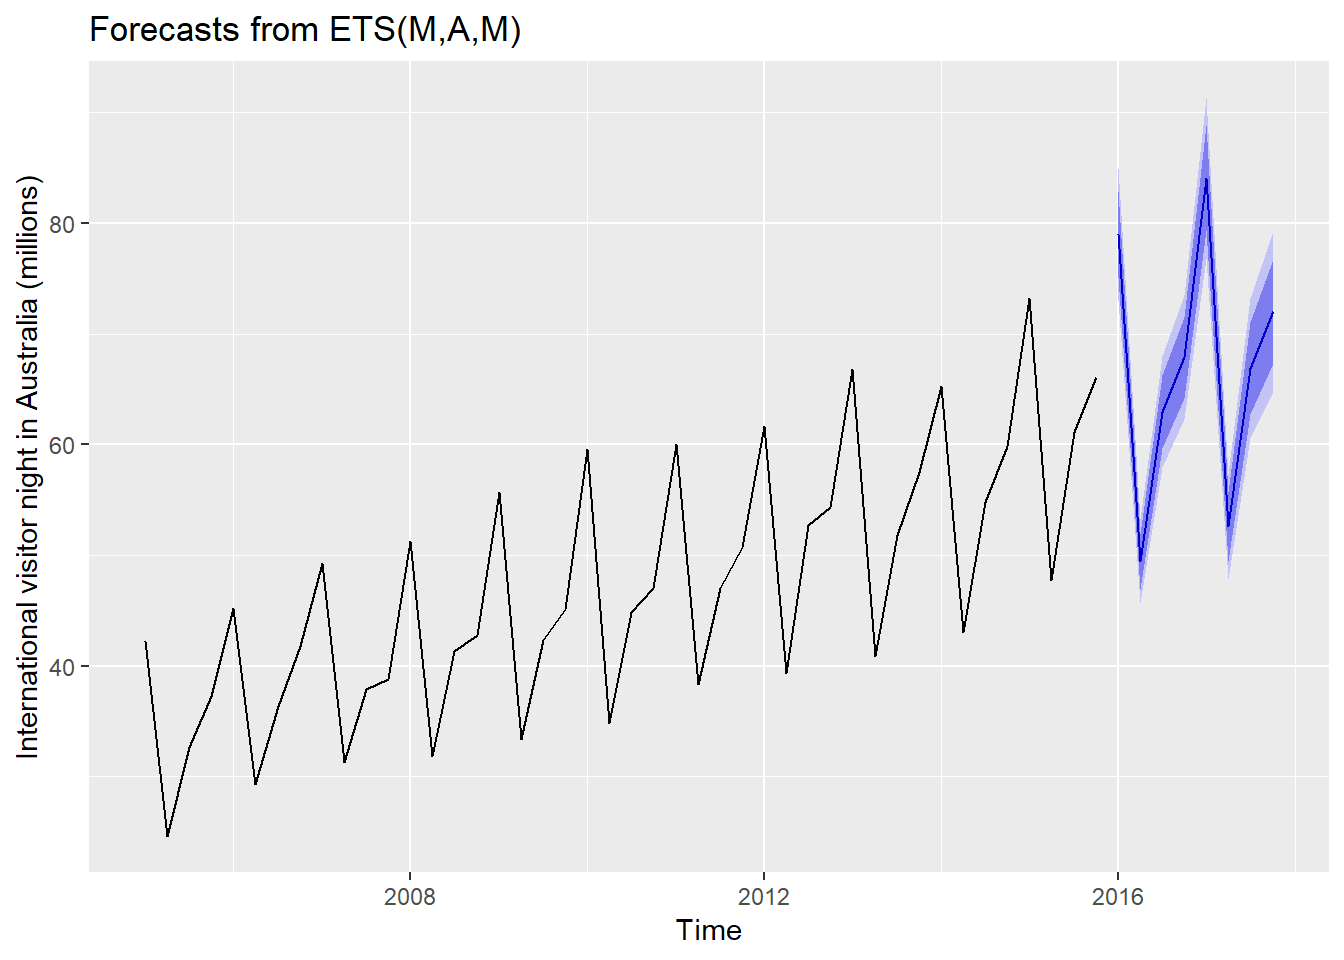 Forecasts from ETS(M,A,M)
International visitor night in Australia (millions)
80
60
40
2008
2012
2016
Time